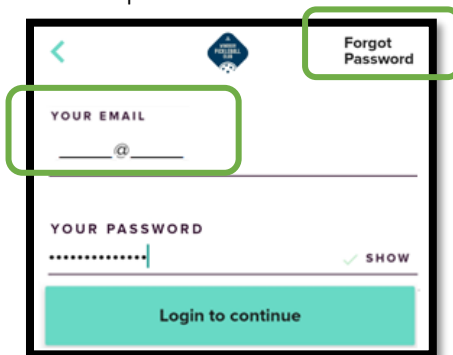 Forgot
Password
YOUR EMAIL
______@______
YOUR PASSWORD
••••••••••••••
SHOW
Login to continue